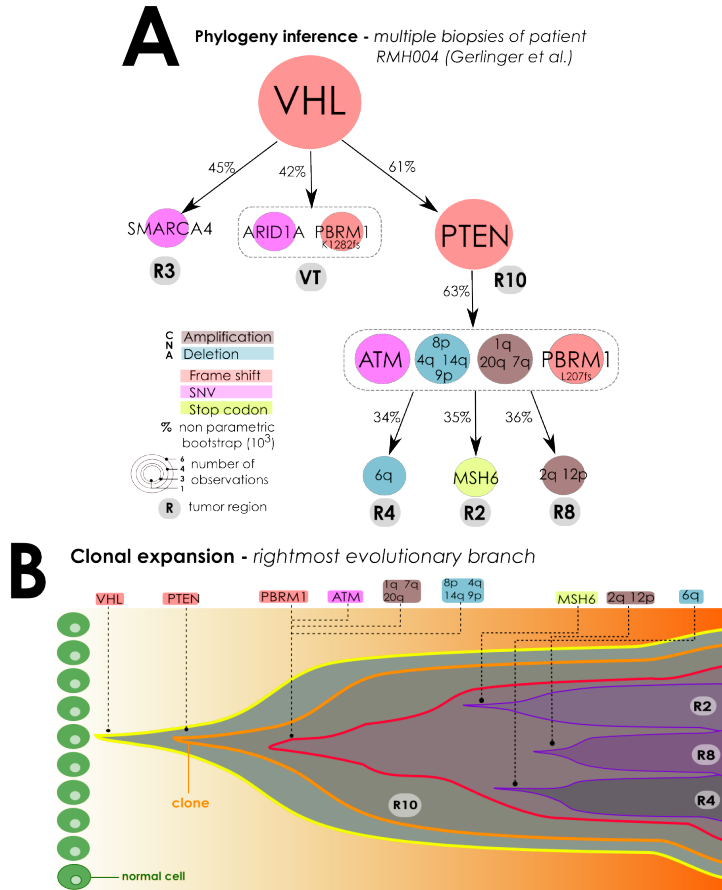 A
Phylogeny inference - multiple biopsies of patient
RMH004 (Gerlinger et al.)
VHL
45%
42%
61%
SMARCA4
ARID1A
PBRM1
K1282fs
PTEN
R3
VT
R10
63%
ATM
8p
4q 14q
9p
1q
20q 7q
PBRM1
L207fs
34%
35%
36%
6q
MSH6
2q 12p
R4
R2
R8
CNA
Amplification
Deletion
Frame shift
SNV
Stop codon
% non parametric
bootstrap (10³)
6
4
3
1
number of
observations
R tumor region
B
Clonal expansion - rightmost evolutionary branch
VHL
PTEN
PBRM1
ATM
1q 7q
20q
8p 4q
14q 9p
MSH6
2q 12p
6q
clone
R10
R2
R8
R4
normal cell